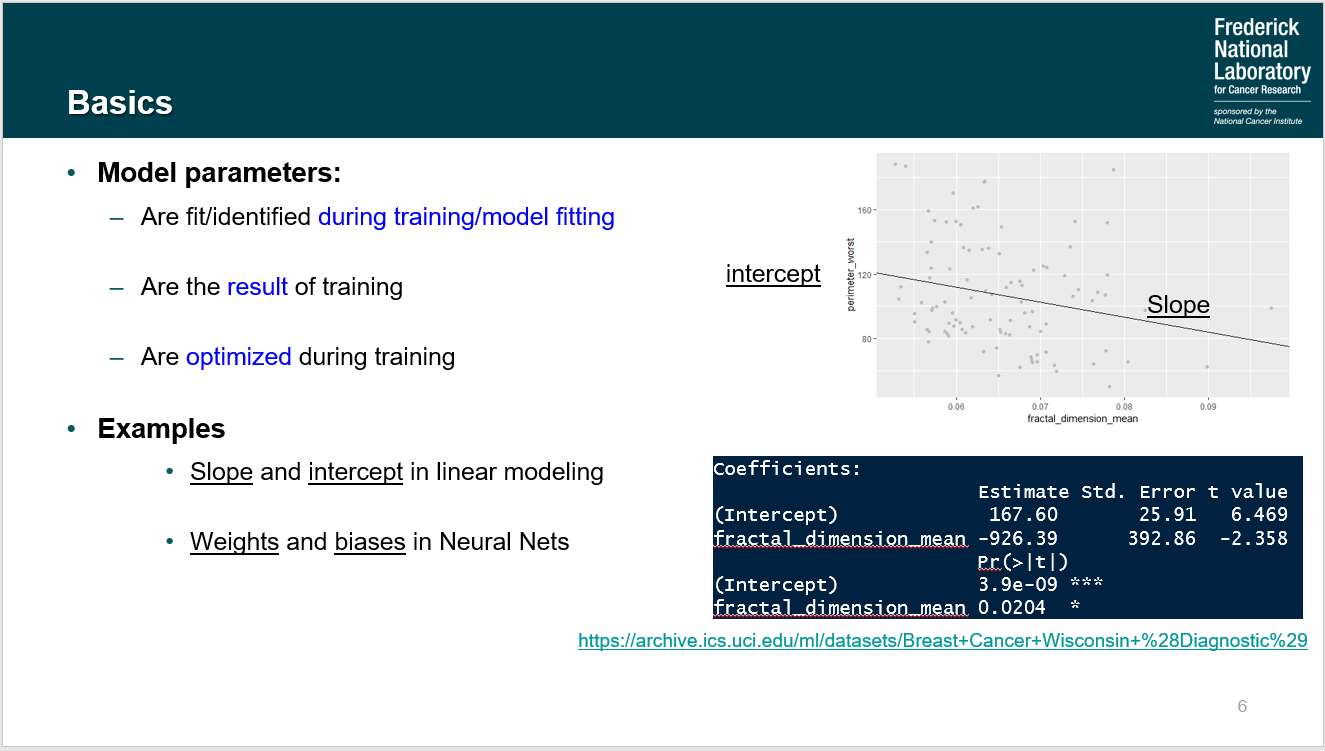 Frederick
National
Laboratory
for Cancer Research
sponsored by the
National Cancer Institute
Basics
• Model parameters:
– Are fit/identified during training/model fitting
– Are the result of training
– Are optimized during training
• Examples
• Slope and intercept in linear modeling
• Weights and biases in Neural Nets
intercept
perimeter_worst
160
120
80
Slope
0.06 0.07 0.08 0.09
fractal_dimension_mean
Coefficients:
Estimate Std. Error t value
(Intercept) 167.60 25.91 6.469
fractal_dimension_mean -926.39 392.86 -2.358
Pr(>|t|)
(Intercept) 3.9e-09 ***
fractal_dimension_mean 0.0204 *
https://archive.ics.uci.edu/ml/datasets/Breast+Cancer+Wisconsin+%28Diagnostic%29
6